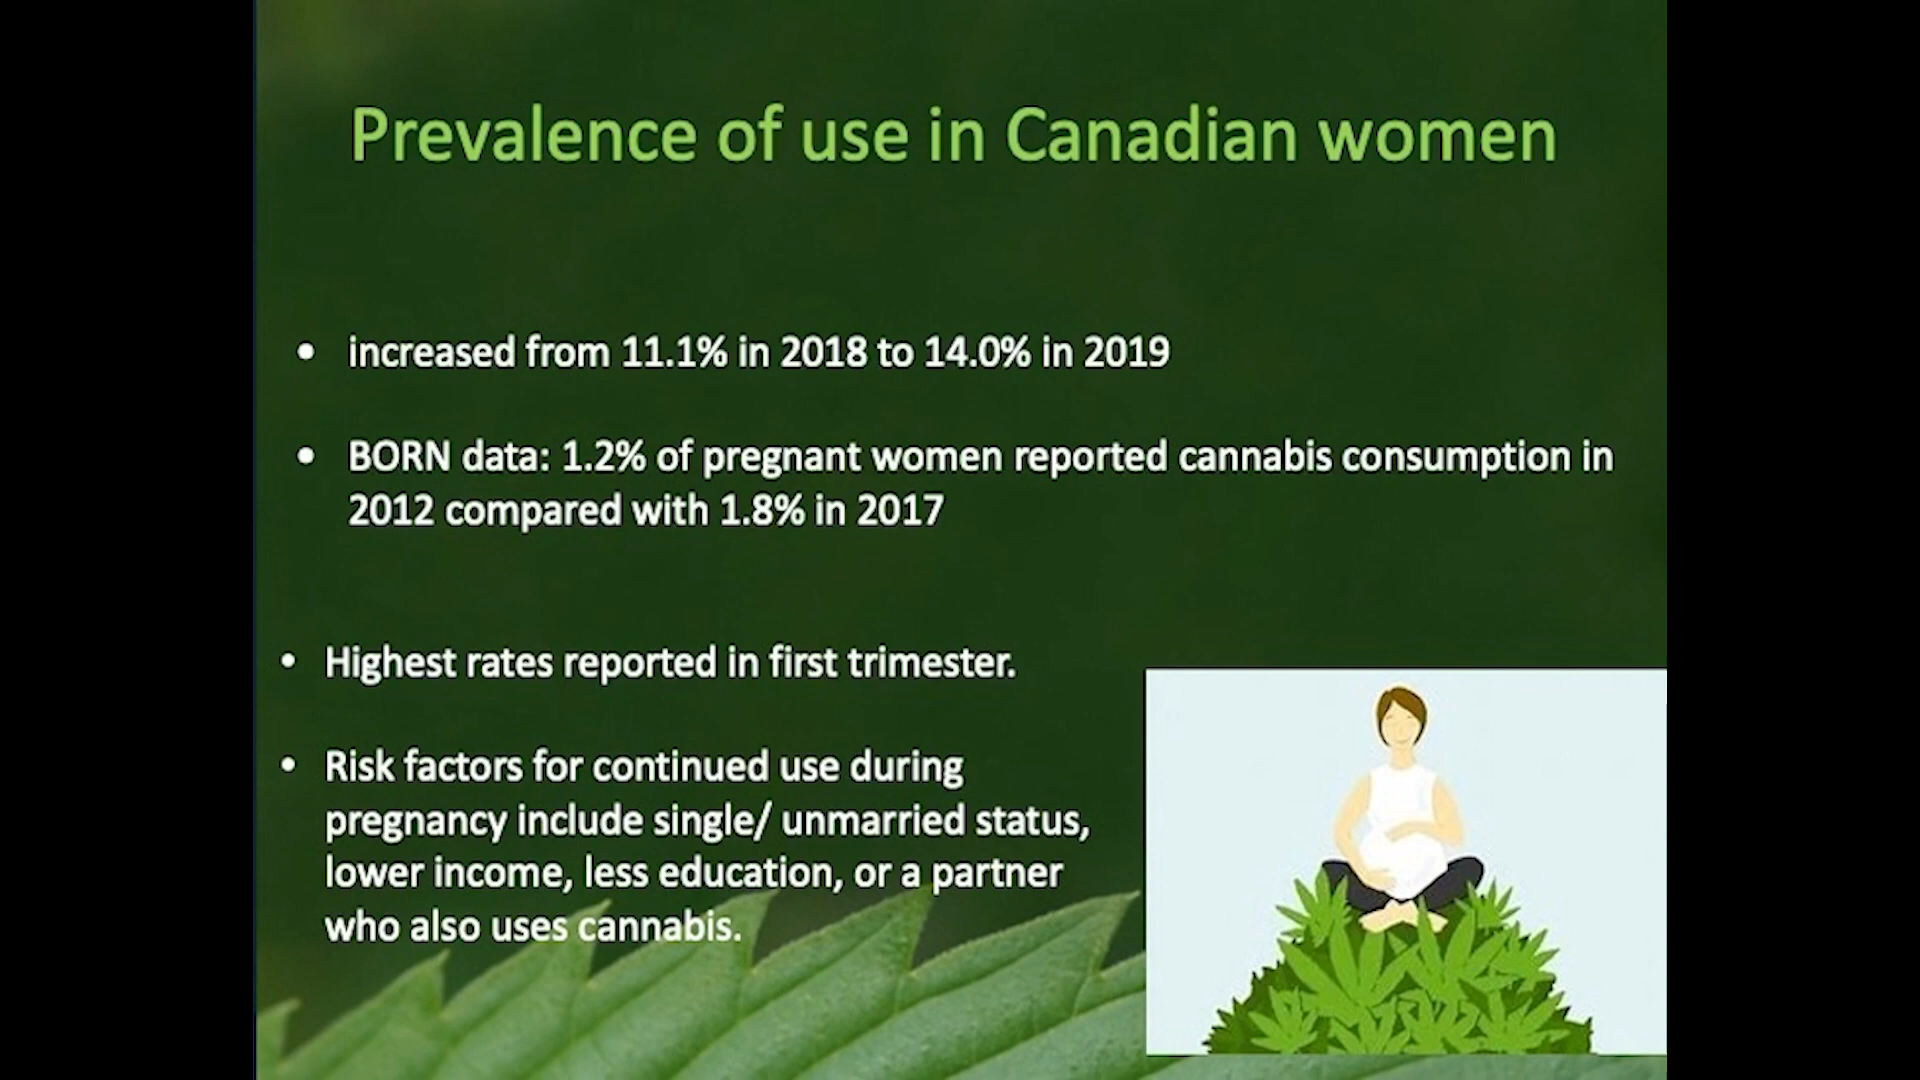 Prevalence of use in Canadian women
• increased from 11.1% in 2018 to 14.0% in 2019
• BORN data: 1.2% of pregnant women reported cannabis consumption in
2012 compared with 1.8% in 2017
• Highest rates reported in first trimester.
• Risk factors for continued use during
pregnancy include single/ unmarried status,
lower income, less education, or a partner
who also uses cannabis.